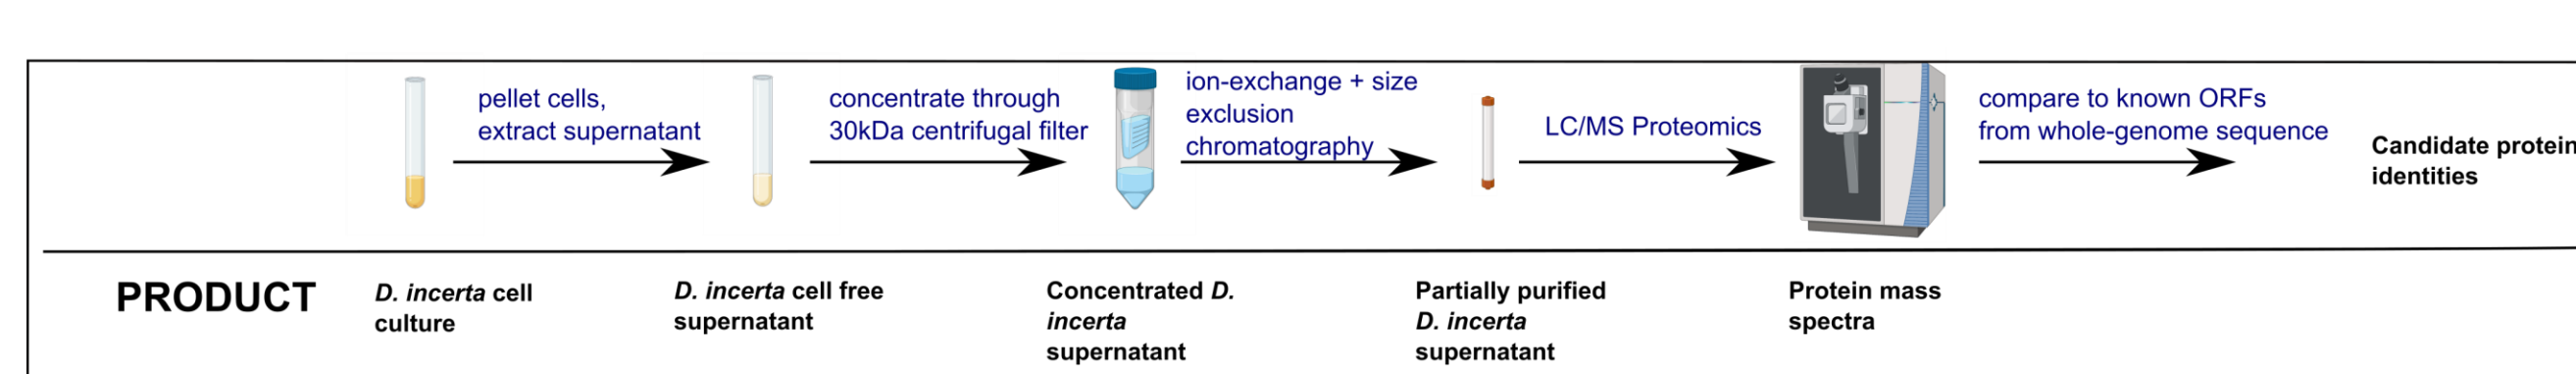 pellet cells,
extract supernatant
concentrate through
30kDa centrifugal filter
ion-exchange + size
exclusion
chromatography
LC/MS Proteomics
compare to known ORFs
from whole-genome sequence
Candidate protein
identities
PRODUCT
D. incerta cell
culture
D. incerta cell free
supernatant
Concentrated D.
incerta
supernatant
Partially purified
D. incerta
supernatant
Protein mass
spectra